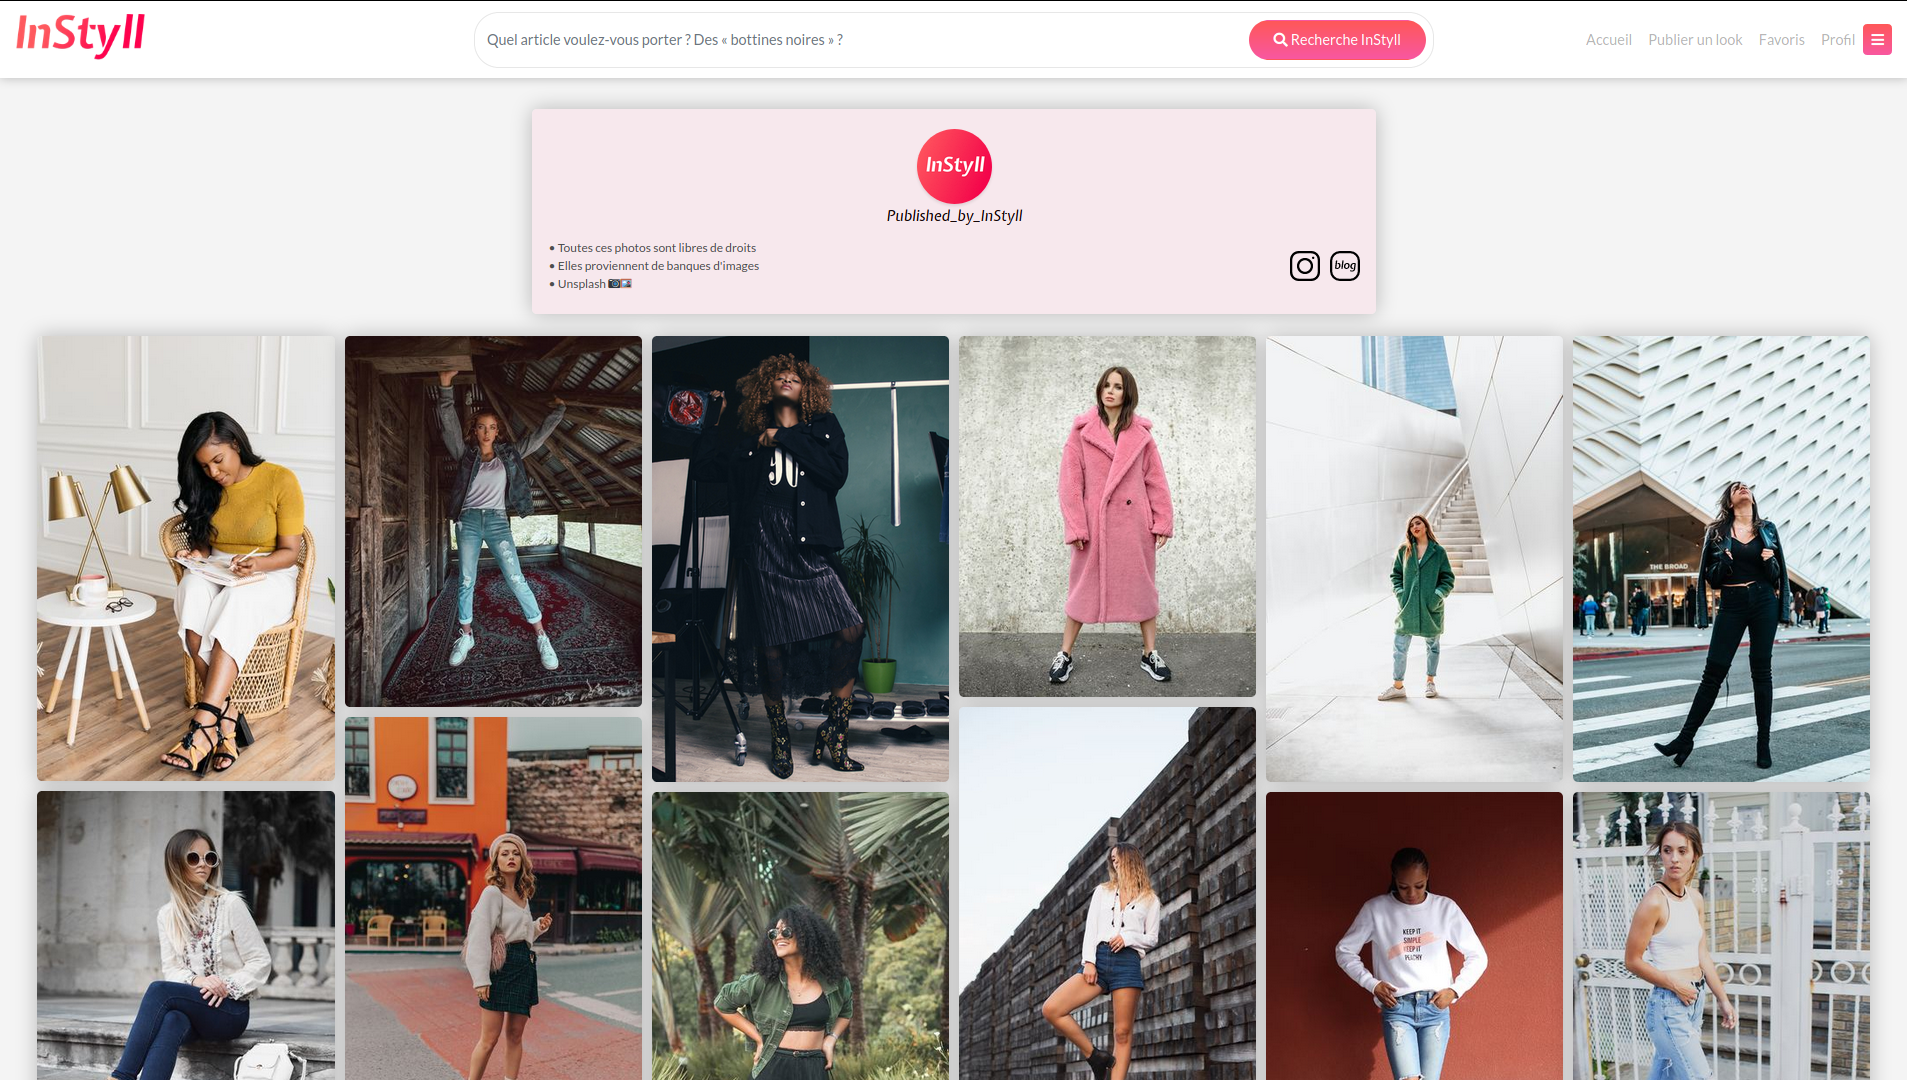 InStyll
Quel article voulez-vous porter ? Des « bottines noires » ?
Recherche InStyll
Accueil
Publier un look
Favoris
Profil
InStyll
Published_by_InStyll
• Toutes ces photos sont libres de droits
• Elles proviennent de banques d'images
• Unsplash
blog
90
THE BROAD
KEEP IT
SIMPLE
KEEP IT
PEACHY